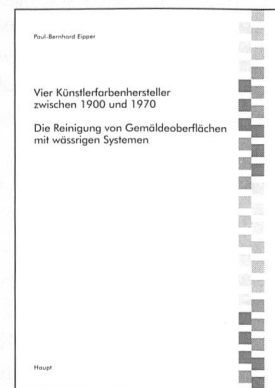 Paul-Bernhard Eipper
Vier Künstlerfarbenhersteller
zwischen 1900 und 1970
Die Reinigung von Gemäldeoberflächen
mit wässrigen Systemen
Haupt